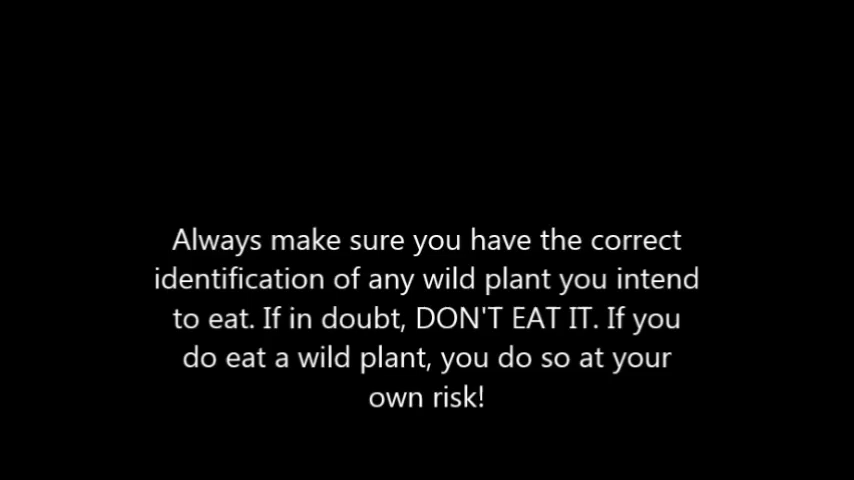 Always make sure you have the correct
identification of any wild plant you intend
to eat. If in doubt, DON'T EAT IT. If you
do eat a wild plant, you do so at your
own risk!